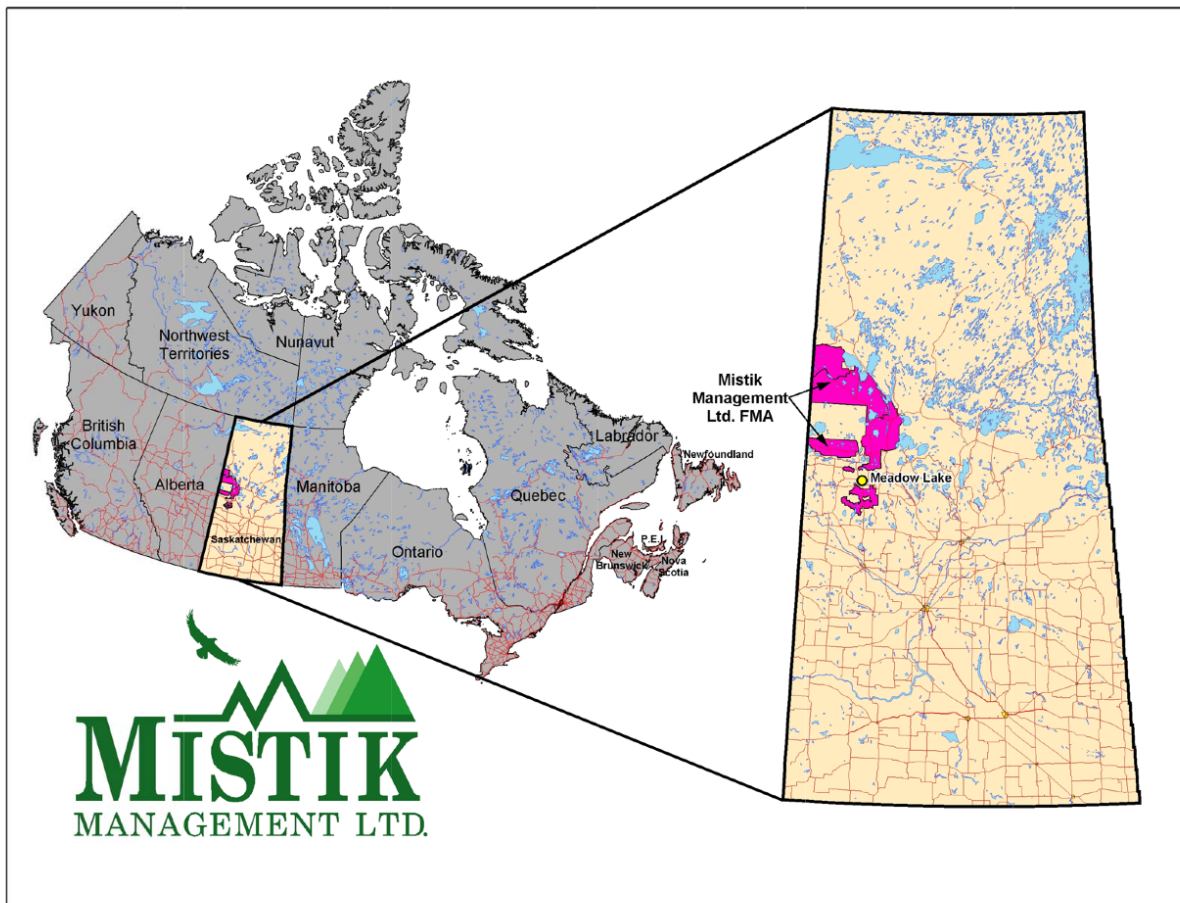 Yukon
Northwest
Territories
Nunavut
British
Columbia
Alberta
Saskatchewan
Manitoba
Ontario
Quebec
Labrador
Newfoundland
P.E.I.
New
Brunswick
Nova
Scotia
Mistik
Management
Ltd. FMA
Meadow Lake
MISTIK
MANAGEMENT LTD.